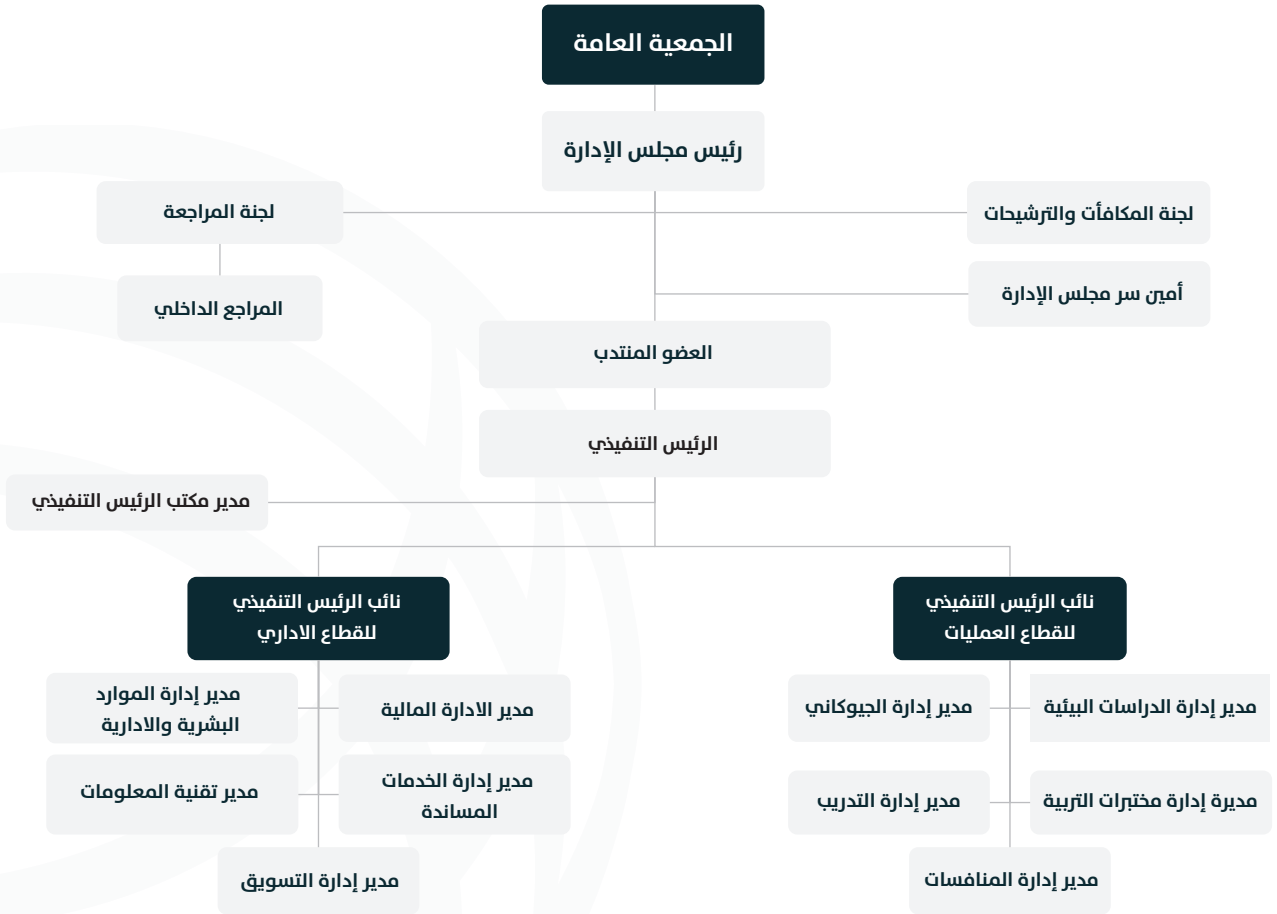 الجمعية العامة
رئيس مجلس الإدارة
لجنة المكافأت والترشيحات
لجنة المراجعة
أمين سر مجلس الإدارة
المراجع الداخلي
العضو المنتدب
الرئيس التنفيذي
مدير مكتب الرئيس التنفيذي
نائب الرئيس التنفيذي
للقطاع العمليات
نائب الرئيس التنفيذي
للقطاع الاداري
مدير إدارة الدراسات البيئية
مدير إدارة الجيوكاني
مدير الادارة المالية
مدير إدارة الموارد
البشرية والادارية
مديرة إدارة مختبرات التربية
مدير إدارة التدريب
مدير إدارة الخدمات
المساندة
مدير تقنية المعلومات
مدير إدارة المنافسات
مدير إدارة التسويق